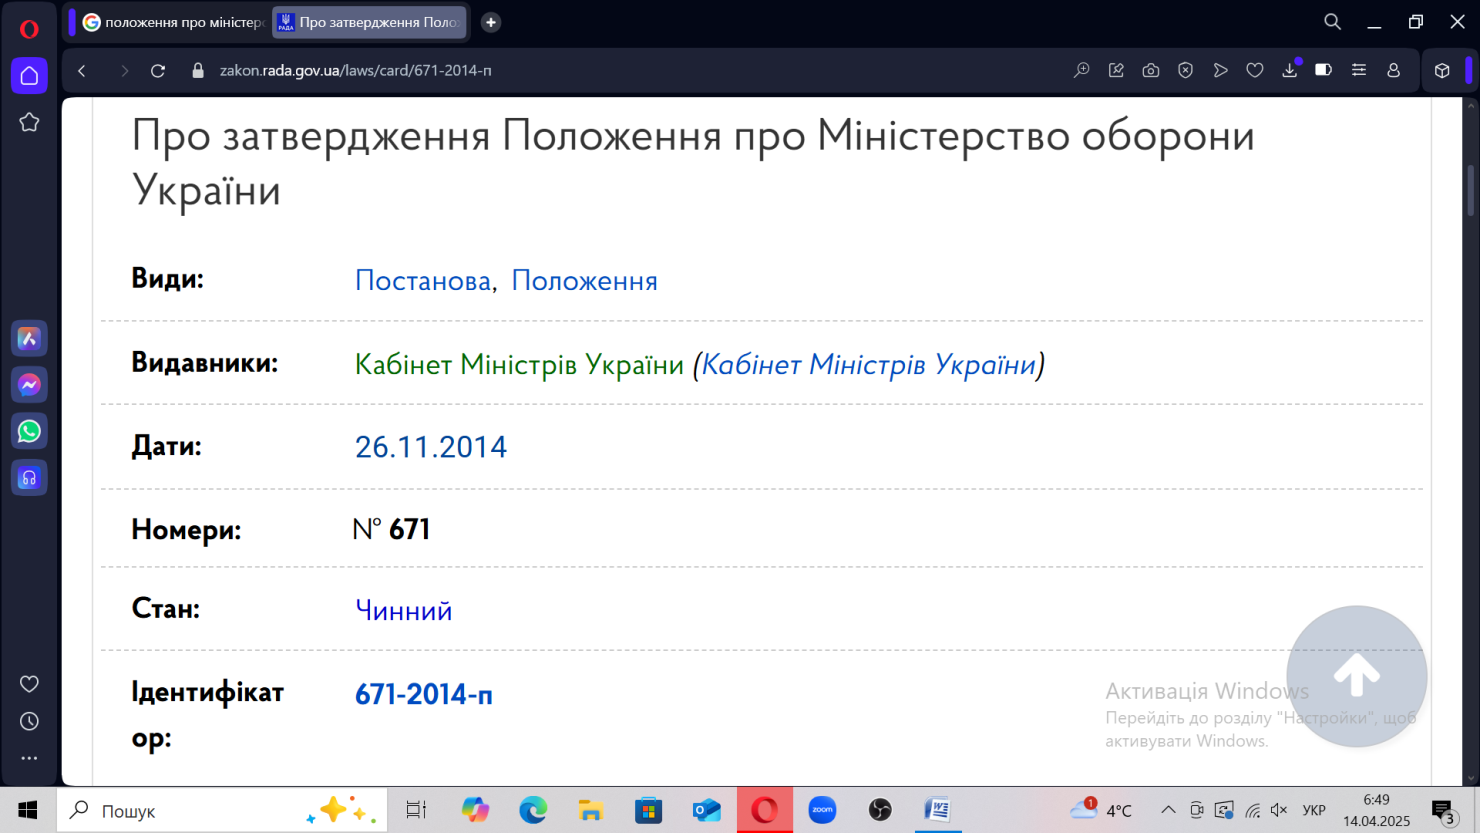 положення про міністер
Про затвердження Поло
zakon.rada.gov.ua/laws/card/671-2014-п
Про затвердження Положення про Міністерство оборони
України
Види: Постанова, Положення
Видавники: Кабінет Міністрів України (Кабінет Міністрів України)
Дати: 26.11.2014
Номери: № 671
Стан: Чинний
Ідентифікат 671-2014-п
ор:
Активація Windows
Перейдіть до розділу "Настройки", щоб
активувати Windows.
Пошук
zoom
1
4°C
УКР
6:49
14.04.2025
3